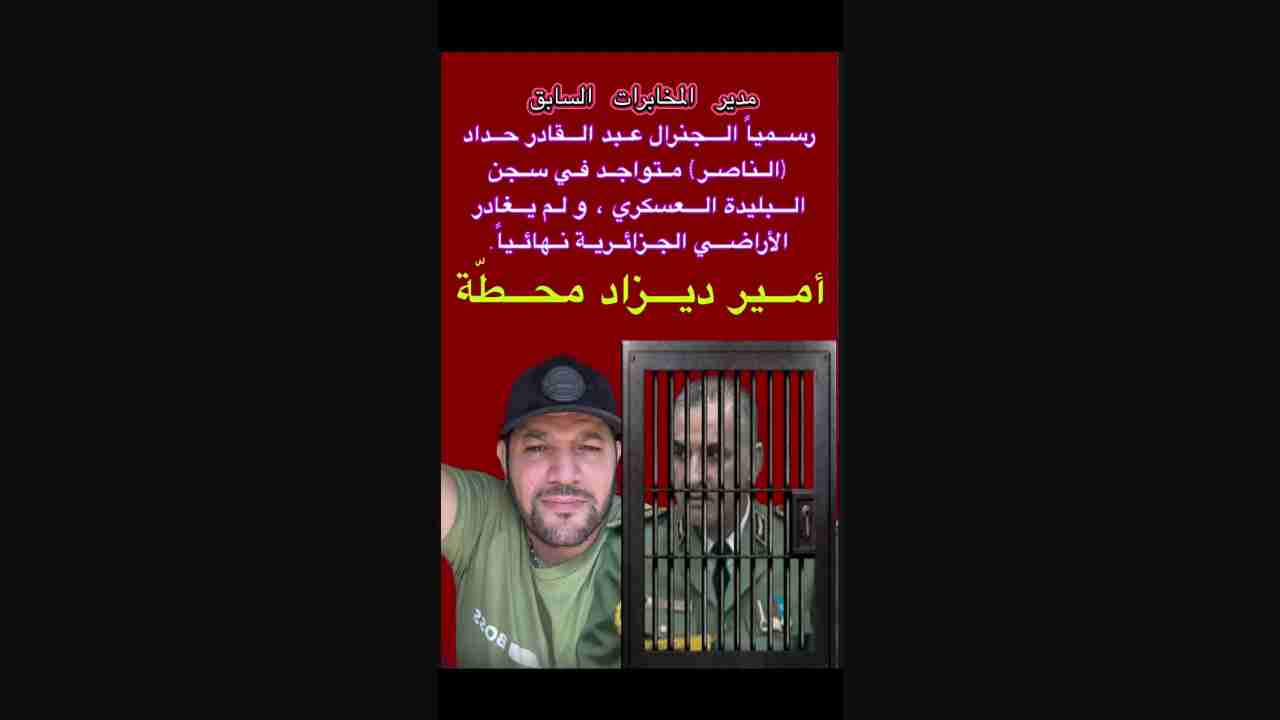 مدير المخابرات السابق
رسمياً الجنرال عبد القادر حداد
(الناصر) متواجد في سجن
البليدة العسكري ، و لم يغادر
الأراضي الجزائرية نهائياً.
أمير ديزاد محطّة
BOSS